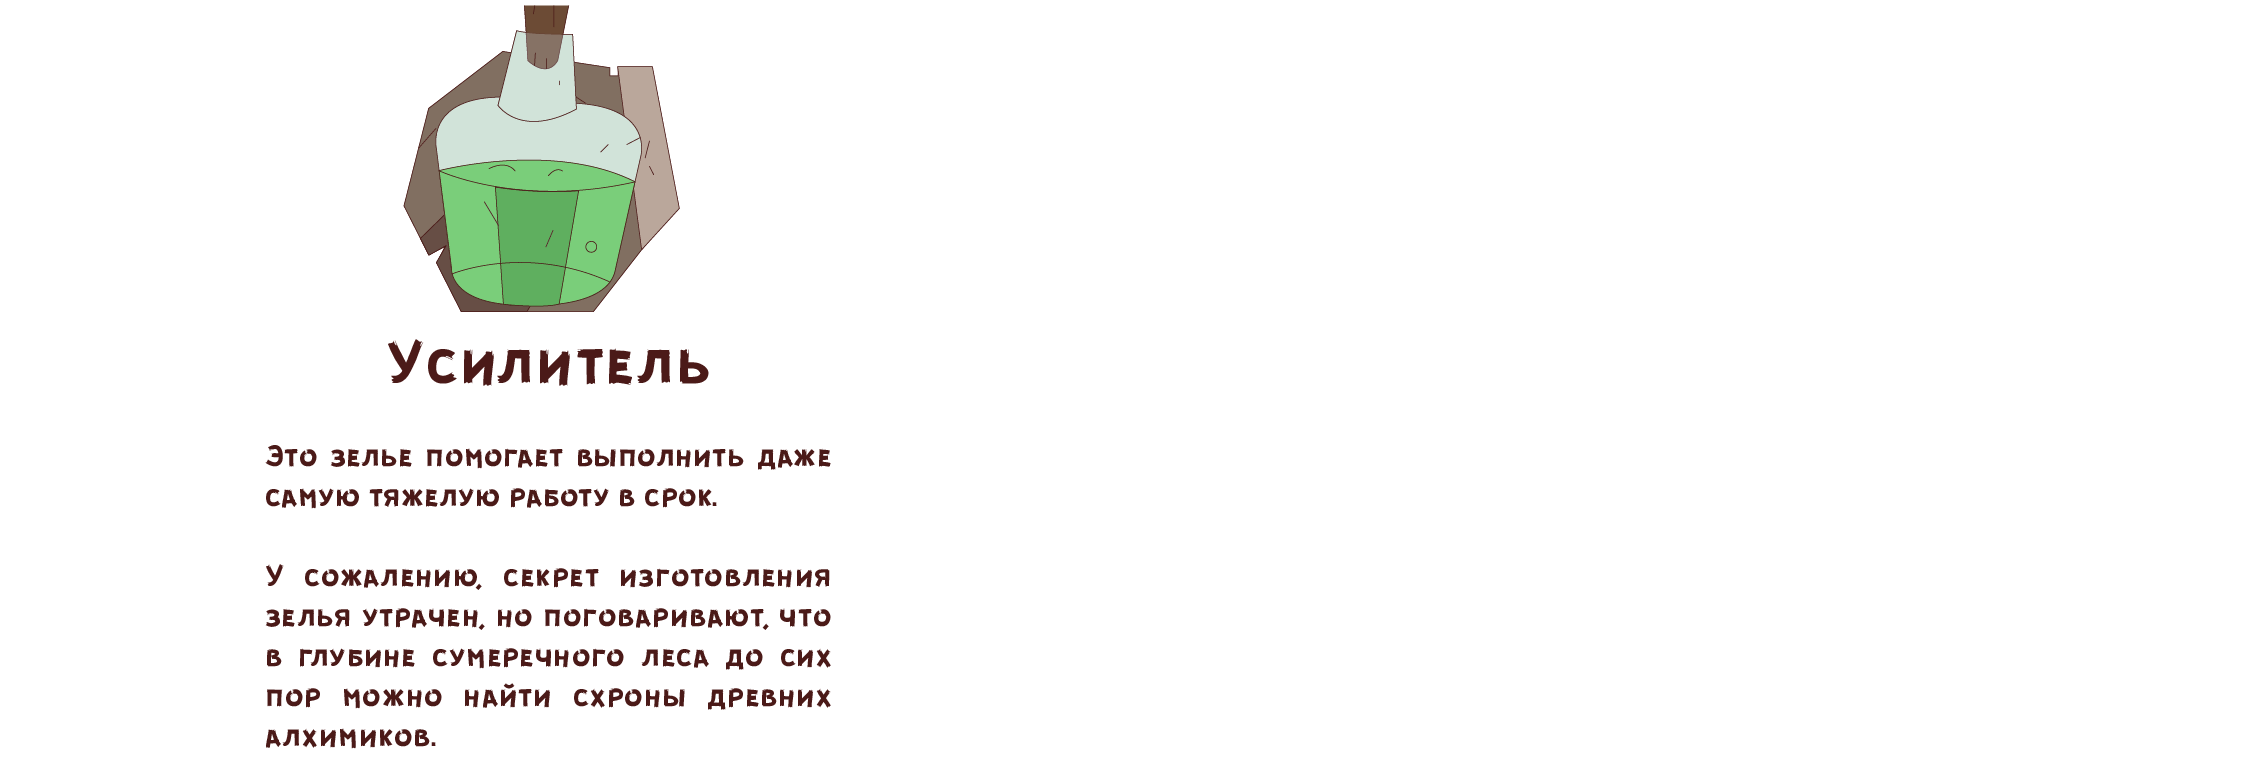 Усилитель
Это зелье помогает выполнить даже
самую тяжелую работу в срок.
У сожалению, секрет изготовления
зелья утрачен, но поговаривают, что
в глубине сумеречного леса до сих
пор можно найти схроны древних
алхимиков.